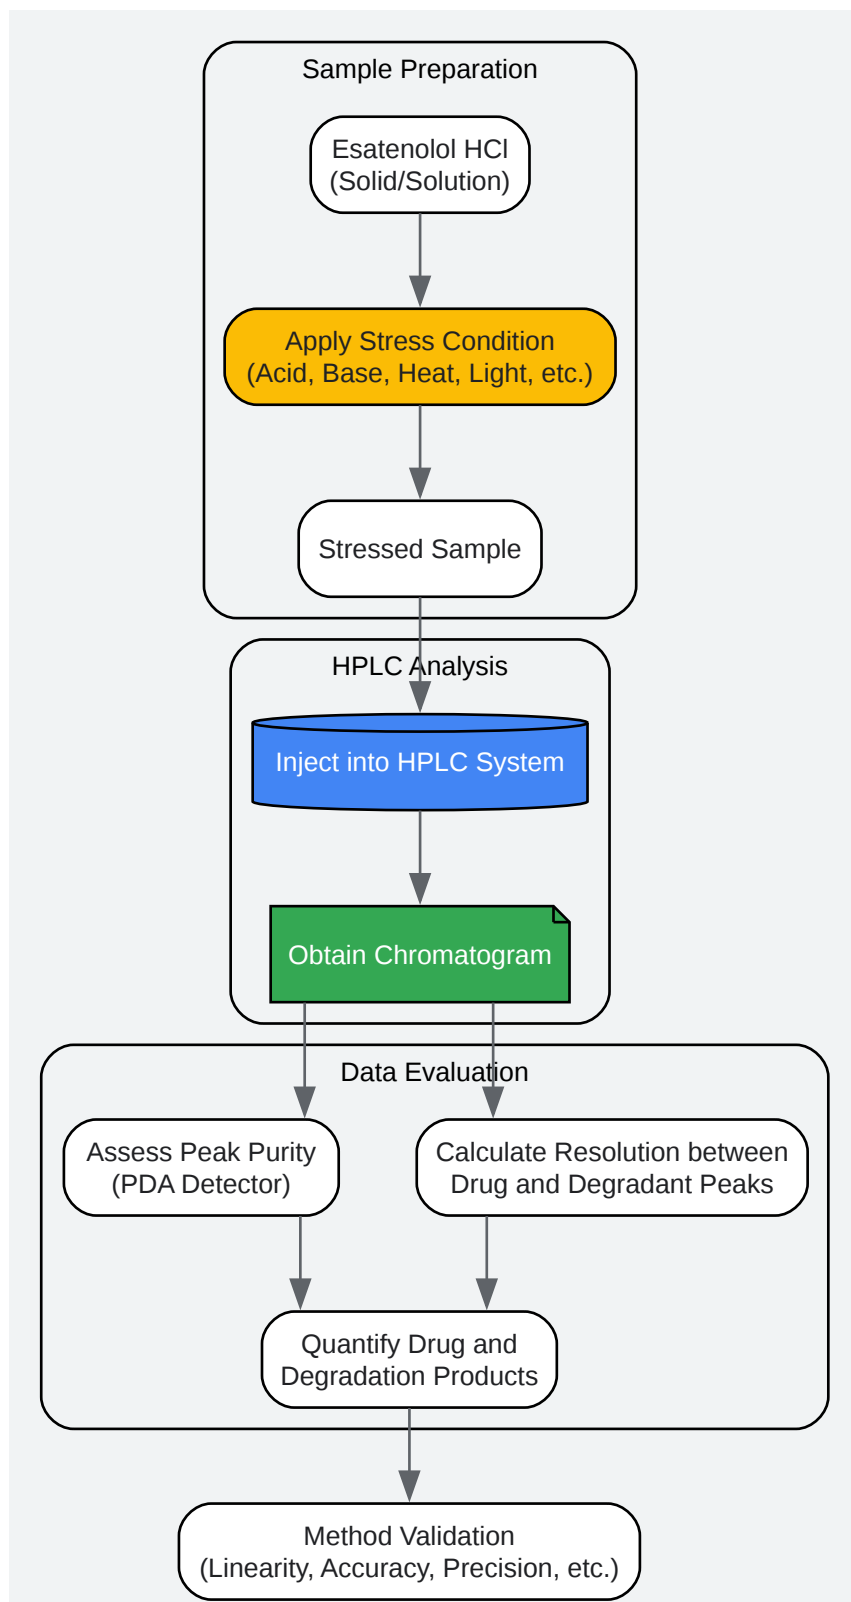 Sample Preparation
Esatenolol HCl
(Solid/Solution)
Apply Stress Condition
(Acid, Base, Heat, Light, etc.)
Stressed Sample
HPLC Analysis
Inject into HPLC System
Obtain Chromatogram
Data Evaluation
Assess Peak Purity
(PDA Detector)
Calculate Resolution between
Drug and Degradant Peaks
Quantify Drug and
Degradation Products
Method Validation
(Linearity, Accuracy, Precision, etc.)